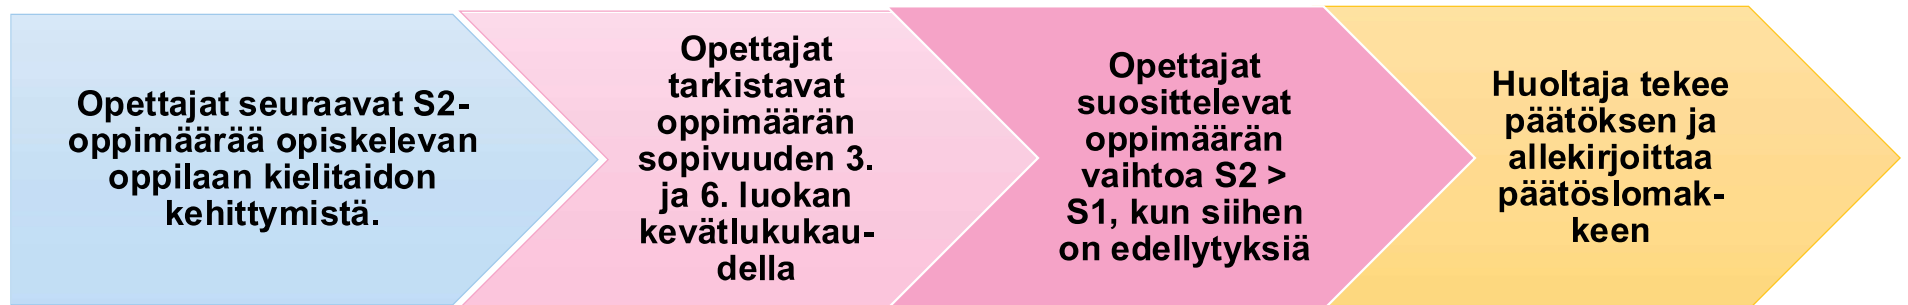 Opettajat seuraavat S2-
oppimäärää opiskelevan
oppilaan kielitaidon
kehittymistä.
Opettajat
tarkistavat
oppimäärän
sopivuuden 3.
ja 6. luokan
kevätlukukau-
della
Opettajat
suosittelevat
oppimäärän
vaihtoa S2 >
S1, kun siihen
on edellytyksiä
Huoltaja tekee
päätöksen ja
allekirjoittaa
päätöslomak-
keen